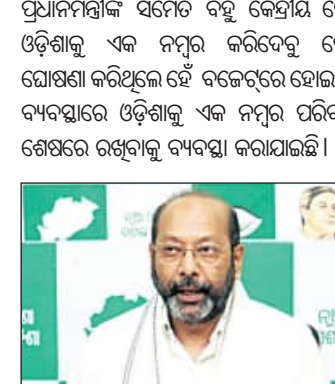 ପ୍ରଧାନମନ୍ତ୍ରୀଙ୍କ ସମେତ ବହୁ କେନ୍ଦ୍ରୀୟ
ଓଡ଼ିଶାକୁ ଏକ ନମ୍ବର କରିଦେବୁ
ଘୋଷଣା କରିଥିଲେ ହେଁ ବଜେଟ୍‌ରେ ହୋଇ
ବ୍ୟବସ୍ଥାରେ ଓଡ଼ିଶାକୁ ଏକ ନମ୍ବର
ଶେଷରେ ରଖିବାକୁ ବ୍ୟବସ୍ଥା କରାଯାଇଛି।